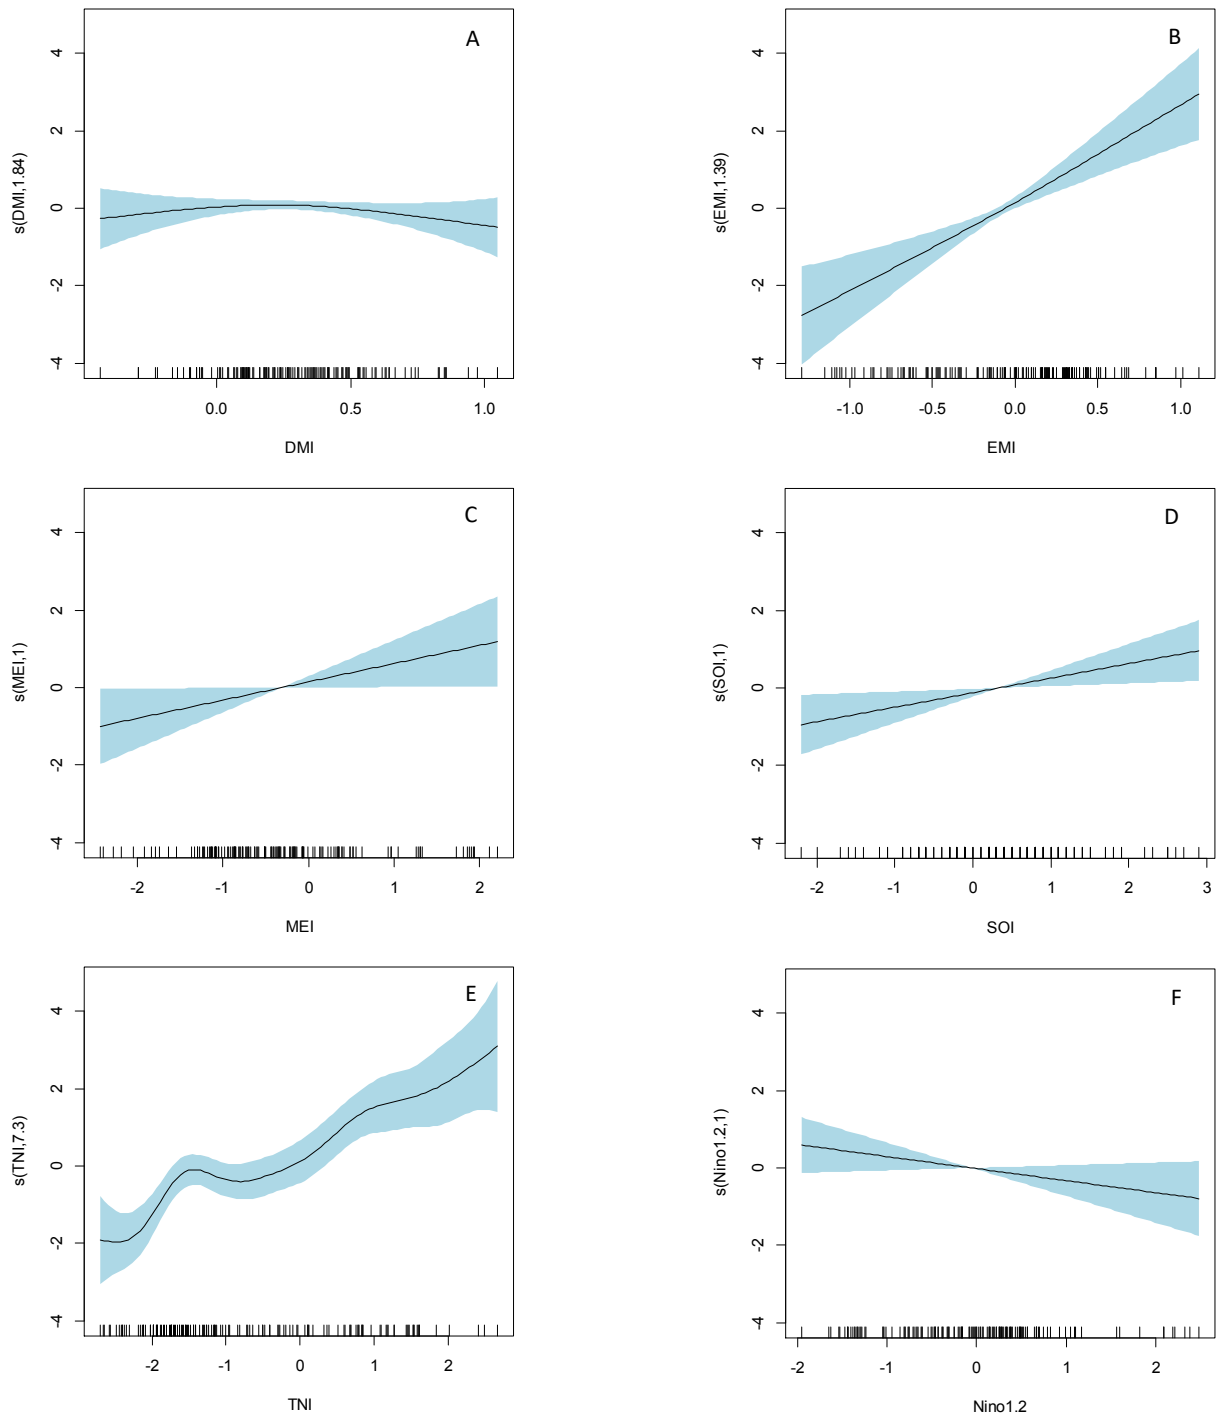 A
4
2
0
-2
-4
s(DMI,1.84)
0.0 0.5 1.0
DMI
B
4
2
0
-2
-4
s(EMI,1.39)
-1.0 -0.5 0.0 0.5 1.0
EMI
C
4
2
0
-2
-4
s(MEI,1)
-2 -1 0 1 2
MEI
D
4
2
0
-2
-4
s(SOI,1)
-2 -1 0 1 2 3
SOI
E
4
2
0
-2
-4
s(TNI,7.3)
-2 -1 0 1 2
TNI
F
4
2
0
-2
-4
s(Nino1.2,1)
-2 -1 0 1 2
Nino1.2